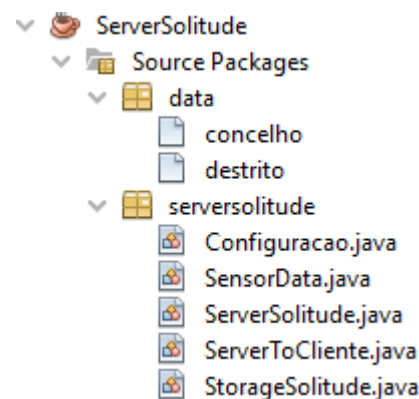 ServerSolitude
Source Packages
data
concelho
destrito
serversolitude
Configuracao.java
SensorData.java
ServerSolitude.java
ServerToCliente.java
StorageSolitude.java